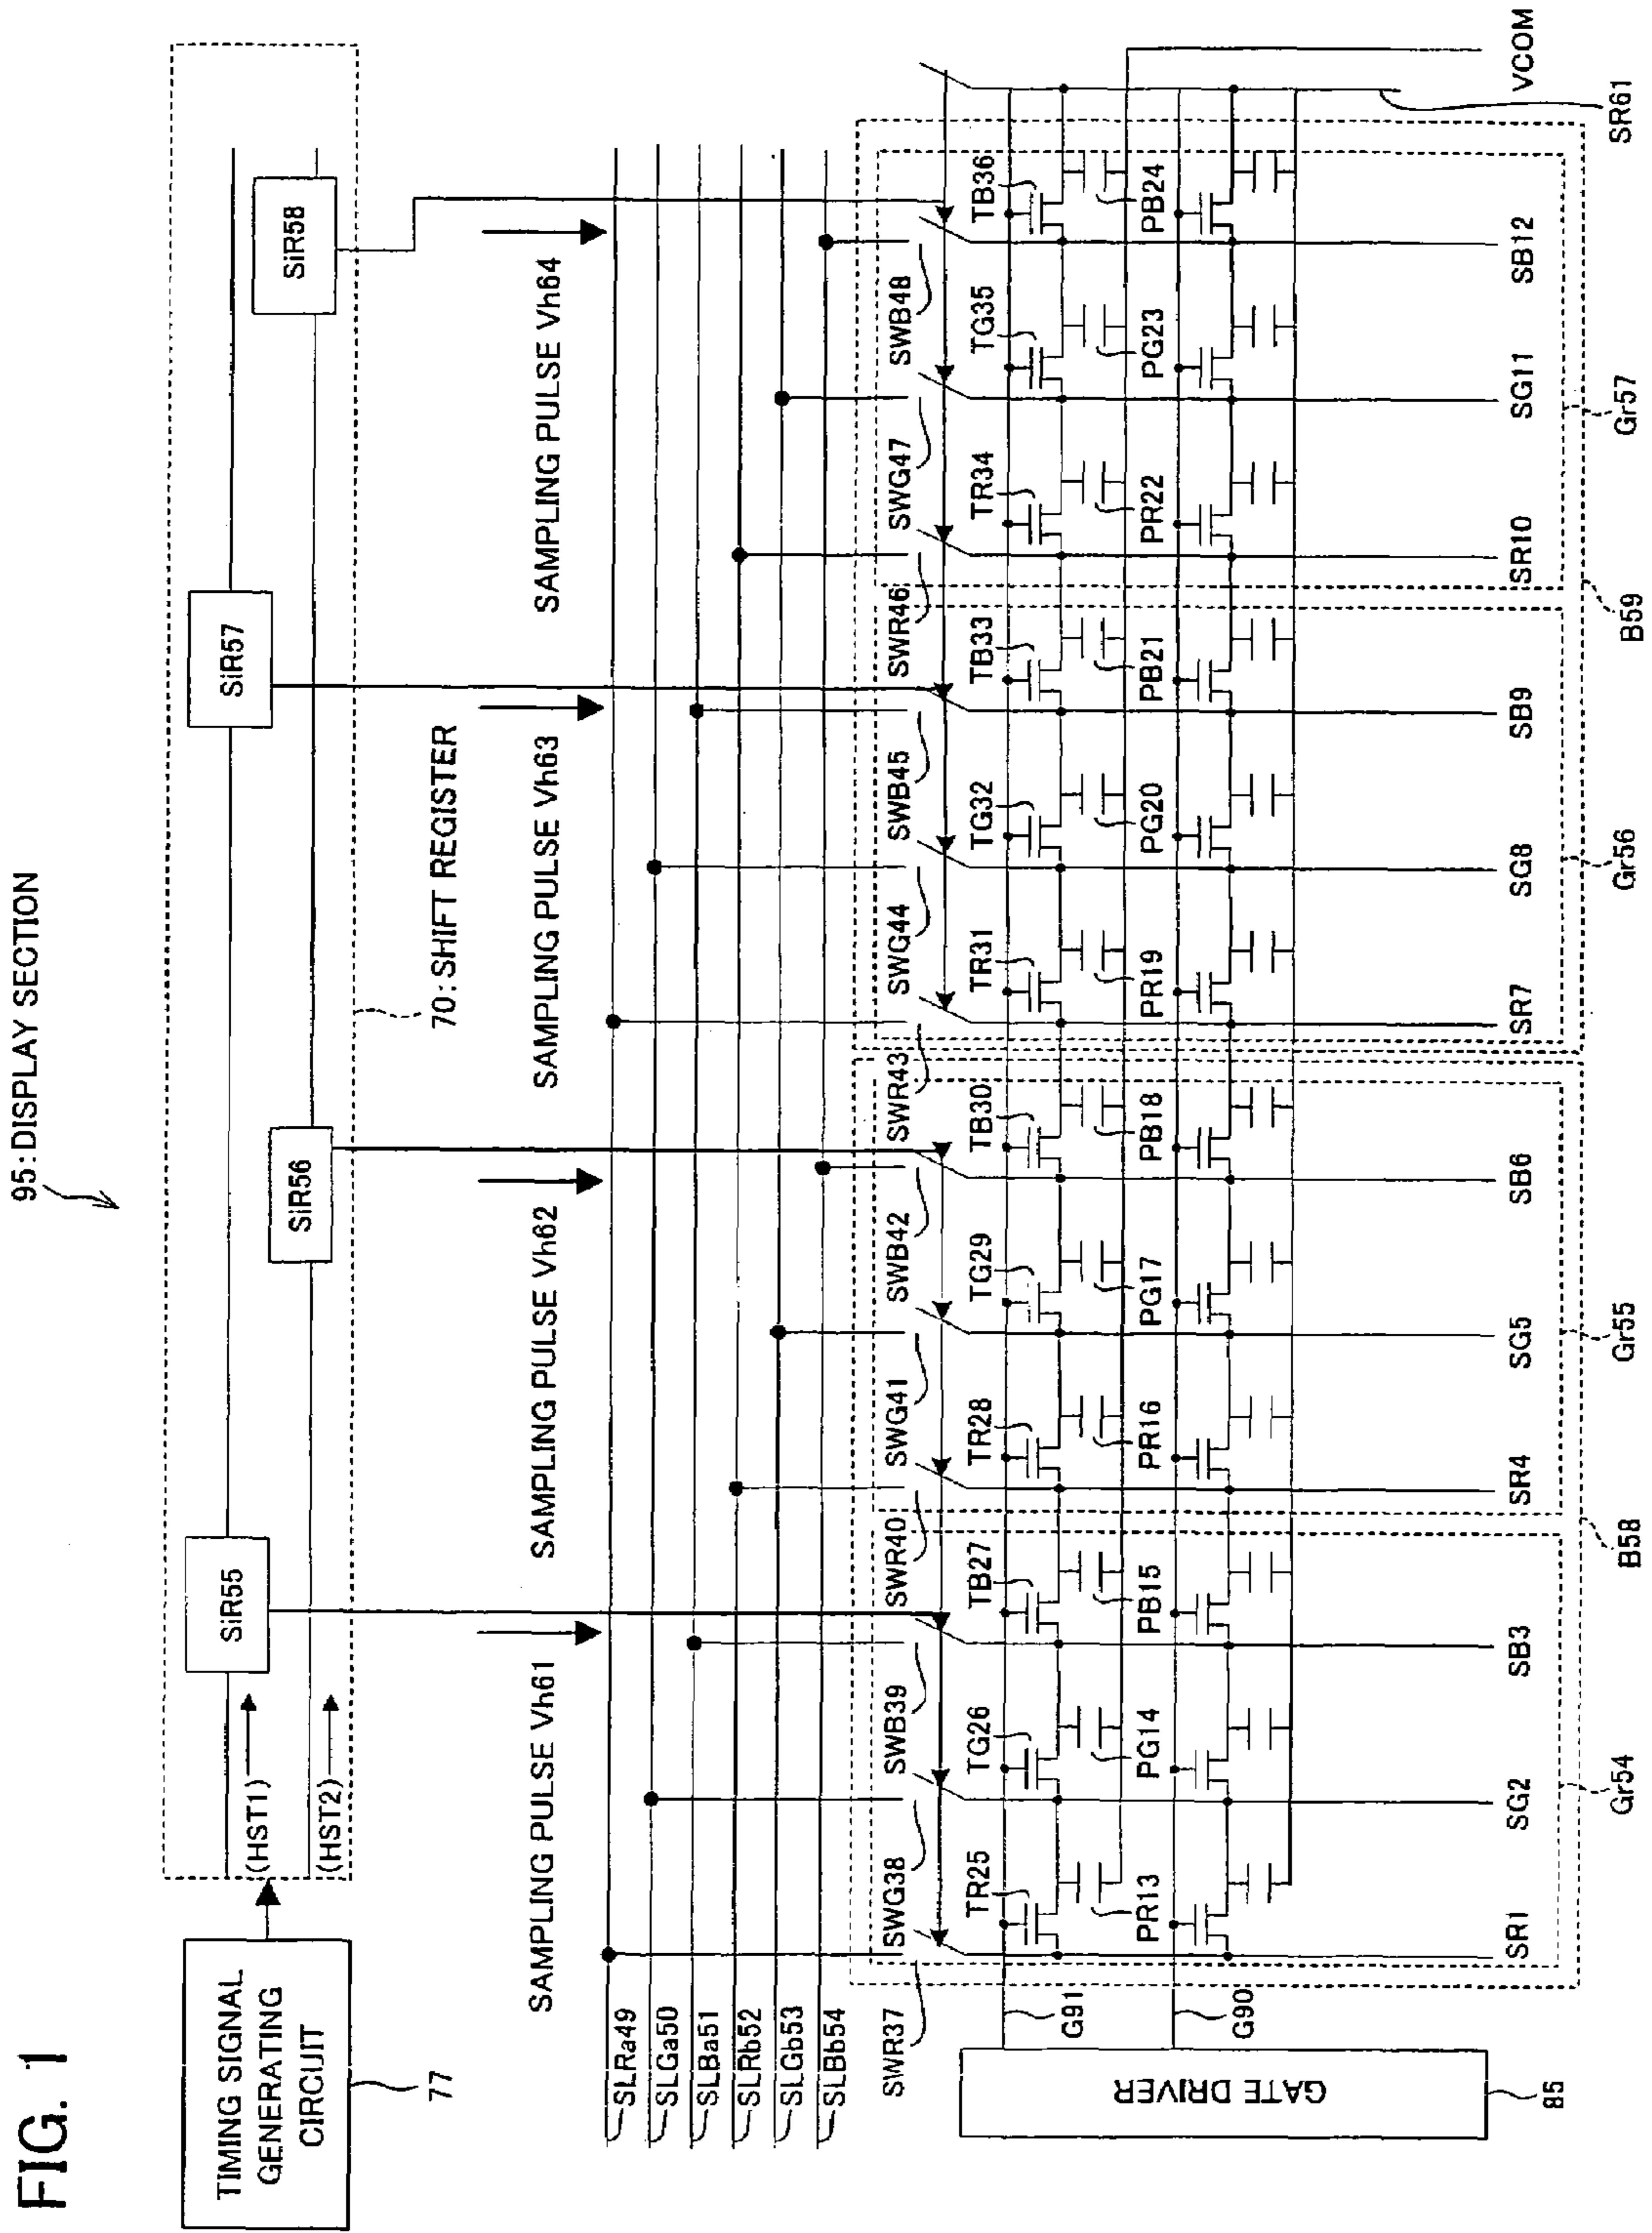 FIG. 1
95:DISPLAY SECTION
TIMING SIGNAL
GENERATING
CIRCUIT
77
(HST1)
(HST2)
SiR55
SiR56
SiR57
SiR58
70:SHIFT REGISTER
SAMPLING PULSE Vh61
SAMPLING PULSE Vh62
SAMPLING PULSE Vh63
SAMPLING PULSE Vh64
SLRa49
SLGa50
SLBa51
SLRb52
SLGb53
SLBb54
SWR37
SWG38
SWB39
SWR40
SWG41
SWB42
SWR43
SWG44
SWB45
SWR46
SWG47
SWB48
TR25
TG26
TB27
TR28
TG29
TB30
TR31
TG32
TB33
TR34
TG35
TB36
G91
PR13
PG14
PB15
PR16
PG17
PB18
PR19
PG20
PB21
PR22
PG23
PB24
G90
GATE DRIVER
85
SR1
SG2
SB3
SR4
SG5
SB6
SR7
SG8
SB9
SR10
SG11
SB12
VCOM
SR61
Gr54
B58
Gr55
Gr56
B59
Gr57